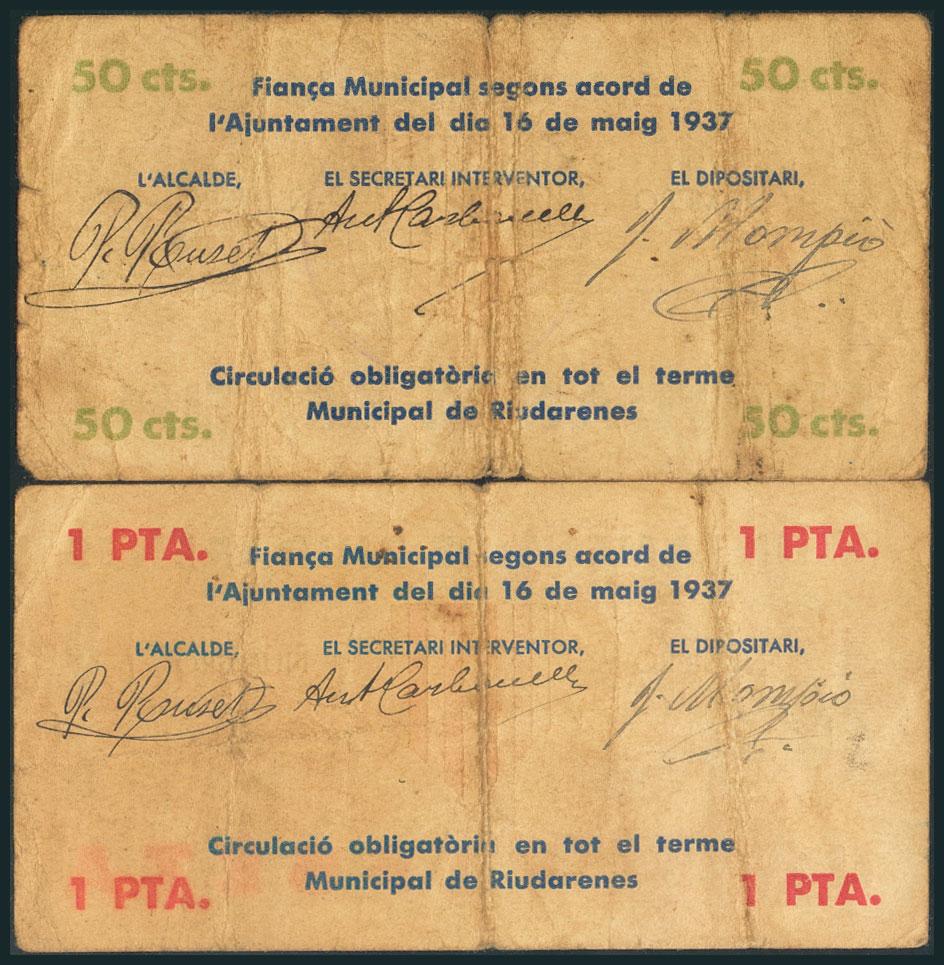 50 cts. 50 cts.
Fiança Municipal segons acord de
l'Ajuntament del dia 16 de maig 1937
L'ALCALDE, EL SECRETARI INTERVENTOR, EL DIPOSITARI,
Circulació obligatòria en tot el terme
Municipal de Riudarenes
50 cts. 50 cts.
1 PTA. 1 PTA.
Fiança Municipal segons acord de
l'Ajuntament del dia 16 de maig 1937
L'ALCALDE, EL SECRETARI INTERVENTOR, EL DIPOSITARI,
Circulació obligatòria en tot el terme
Municipal de Riudarenes
1 PTA. 1 PTA.